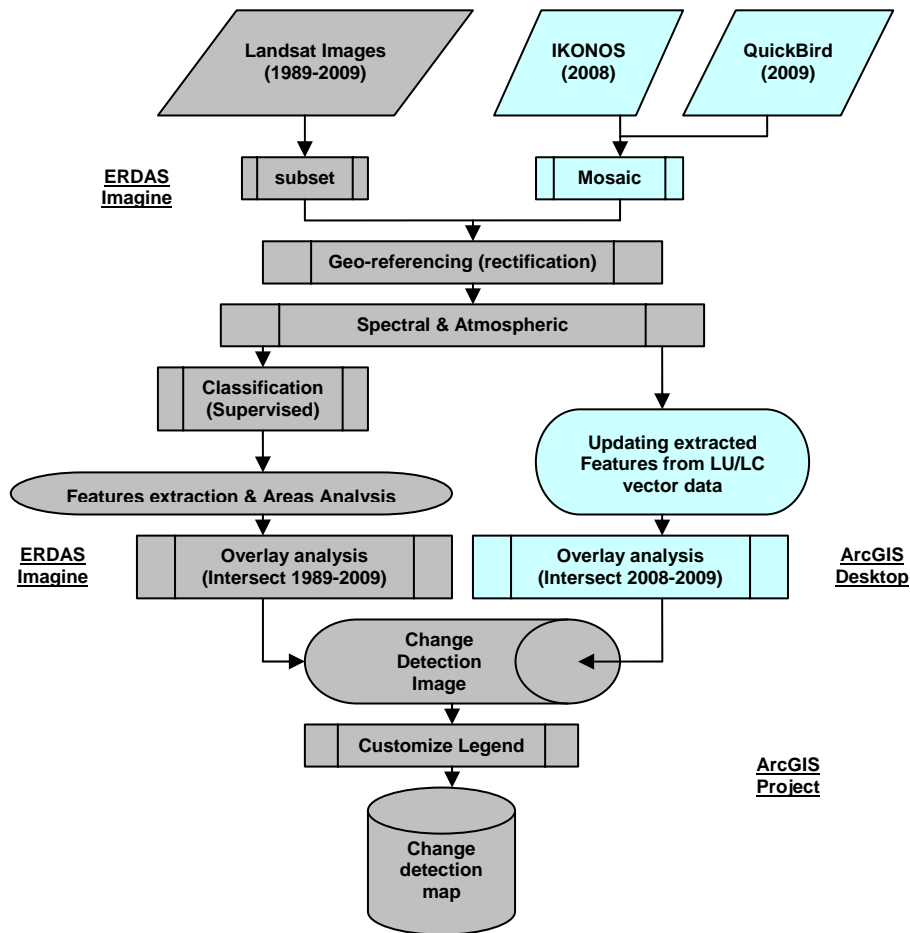 Landsat Images
(1989-2009)
IKONOS
(2008)
QuickBird
(2009)
ERDAS
Imagine
subset
Mosaic
Geo-referencing (rectification)
Spectral & Atmospheric
Classification
(Supervised)
Updating extracted
Features from LU/LC
vector data
Features extraction & Areas Analysis
ERDAS
Imagine
Overlay analysis
(Intersect 1989-2009)
Overlay analysis
(Intersect 2008-2009)
ArcGIS
Desktop
Change
Detection
Image
Customize Legend
ArcGIS
Project
Change
detection
map